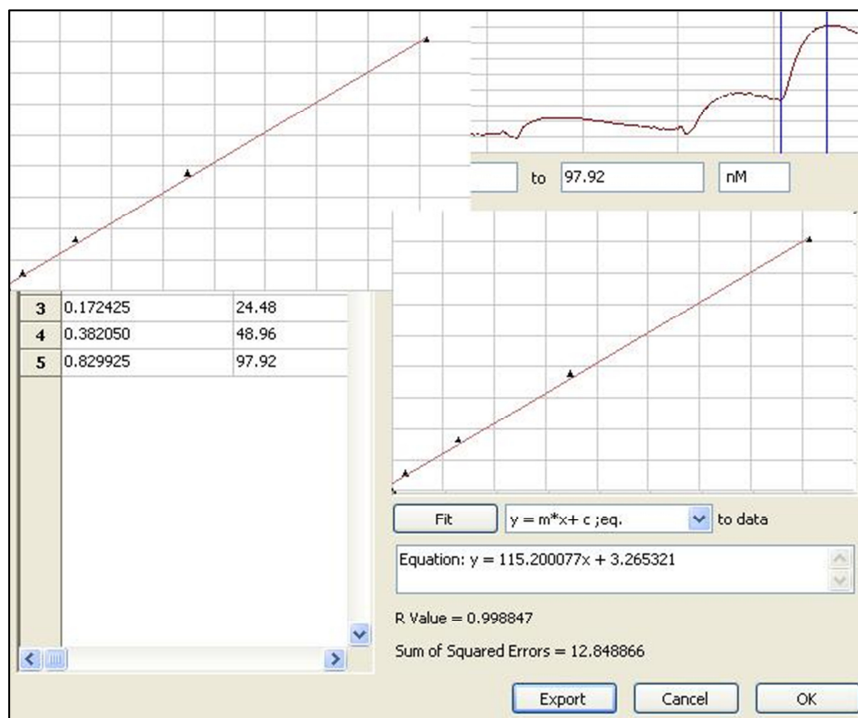 to 97.92 nM
3 0.172425 24.48
4 0.382050 48.96
5 0.829925 97.92
Fit y = m*x+ c ;eq. to data
Equation: y = 115.200077x + 3.265321
R Value = 0.998847
Sum of Squared Errors = 12.848866
Export Cancel OK